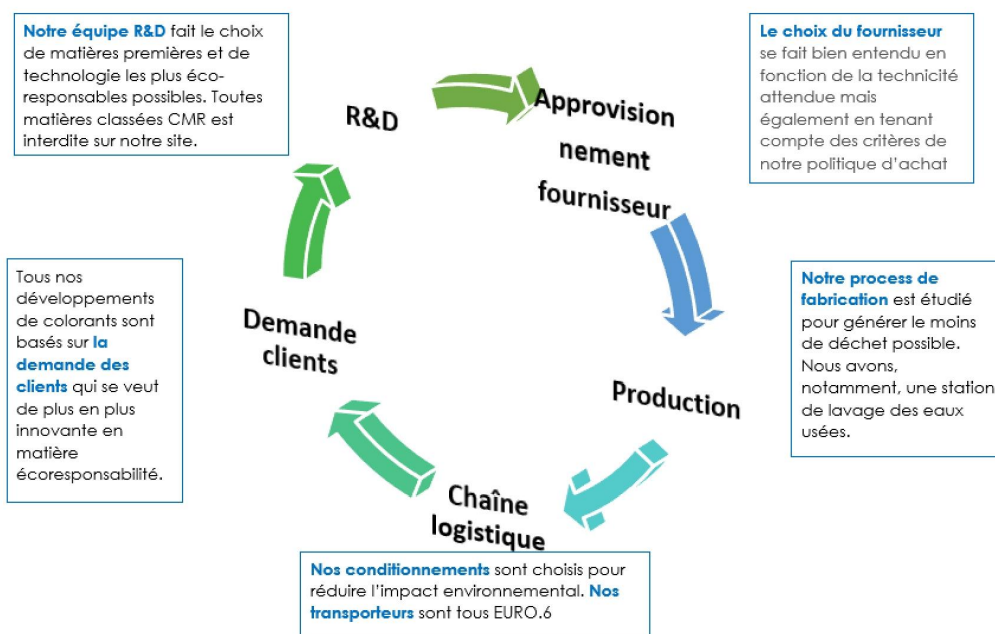 Notre équipe R&D fait le choix
de matières premières et de
technologie les plus éco-
responsables possibles. Toutes
matières classées CMR est
interdite sur notre site.
R&D
Approvision
nement
fournisseur
Le choix du fournisseur
se fait bien entendu en
fonction de la technicité
attendue mais
également en tenant
compte des critères de
notre politique d'achat
Tous nos
développements
de colorants sont
basés sur la
demande des
clients qui se veut
de plus en plus
innovante en
matière
écoresponsabilité.
Demande
clients
Production
Notre process de
fabrication est étudié
pour générer le moins
de déchet possible.
Nous avons,
notamment, une station
de lavage des eaux
usées.
Chaîne
logistique
Nos conditionnements sont choisis pour
réduire l'impact environnemental. Nos
transporteurs sont tous EURO.6